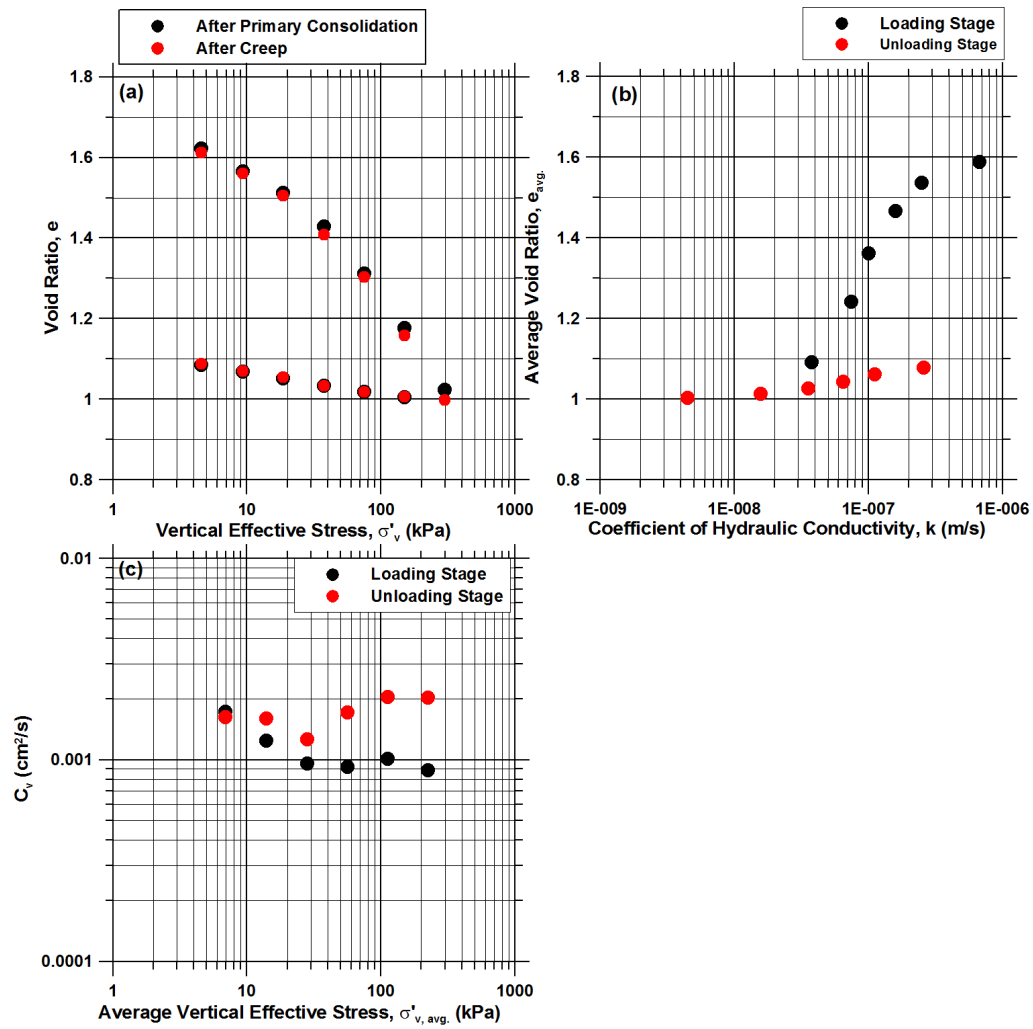 After Primary Consolidation
After Creep
(a)
1.8
1.6
1.4
1.2
1
0.8
Void Ratio, e
1 10 100 1000
Vertical Effective Stress, σ'v (kPa)
Loading Stage
Unloading Stage
(b)
1.8
1.6
1.4
1.2
1
0.8
Average Void Ratio, eavg.
1E-009 1E-008 1E-007 1E-006
Coefficient of Hydraulic Conductivity, k (m/s)
(c)
Loading Stage
Unloading Stage
0.01
0.001
0.0001
Cv (cm²/s)
1 10 100 1000
Average Vertical Effective Stress, σ'v, avg. (kPa)